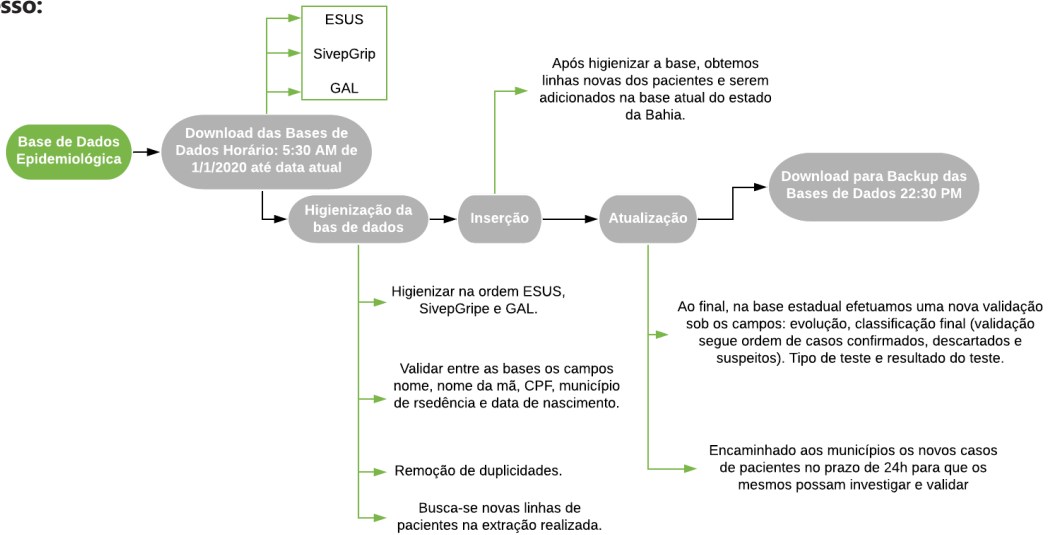 esso:
ESUS
SivepGrip
GAL
Base de Dados
Epidemiológica
Download das Bases de
Dados Horário: 5:30 AM de
1/1/2020 até data atual
Após higienizar a base, obtemos
linhas novas dos pacientes e serem
adicionados na base atual do estado
da Bahia.
Higienização da
bas de dados
Inserção
Atualização
Download para Backup das
Bases de Dados 22:30 PM
Higienizar na ordem ESUS,
SivepGripe e GAL.
Validar entre as bases os campos
nome, nome da mã, CPF, município
de rsedência e data de nascimento.
Remoção de duplicidades.
Busca-se novas linhas de
pacientes na extração realizada.
Ao final, na base estadual efetuamos uma nova validação
sob os campos: evolução, classificação final (validação
segue ordem de casos confirmados, descartados e
suspeitos). Tipo de teste e resultado do teste.
Encaminhado aos municípios os novos casos
de pacientes no prazo de 24h para que os
mesmos possam investigar e validar